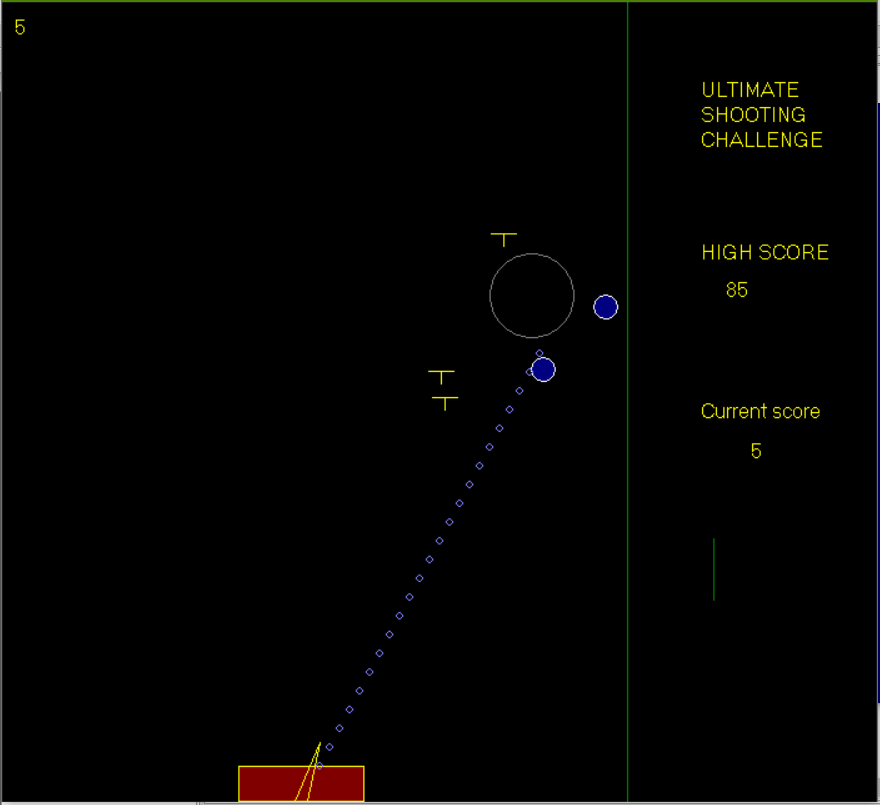 5
ULTIMATE
SHOOTING
CHALLENGE
HIGH SCORE
85
Current score
5